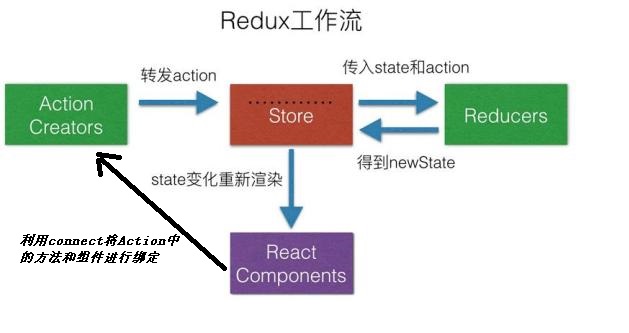 Redux工作流
转发action
传入state和action
Action
Creators
............
Store
Reducers
得到newState
state变化重新渲染
利用connect将Action中
的方法和组件进行绑定
React
Components